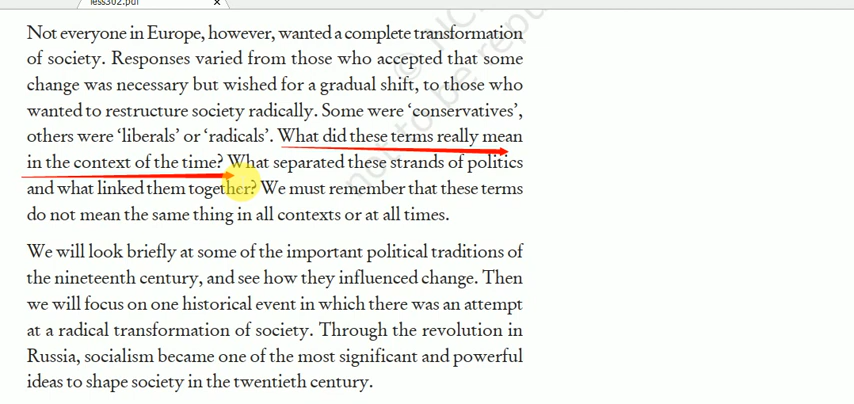 less302.pdf
Not everyone in Europe, however, wanted a complete transformation
of society. Responses varied from those who accepted that some
change was necessary but wished for a gradual shift, to those who
wanted to restructure society radically. Some were ‘conservatives’,
others were ‘liberals’ or ‘radicals’. What did these terms really mean
in the context of the time? What separated these strands of politics
and what linked them together? We must remember that these terms
do not mean the same thing in all contexts or at all times.
We will look briefly at some of the important political traditions of
the nineteenth century, and see how they influenced change. Then
we will focus on one historical event in which there was an attempt
at a radical transformation of society. Through the revolution in
Russia, socialism became one of the most significant and powerful
ideas to shape society in the twentieth century.
not to be repu